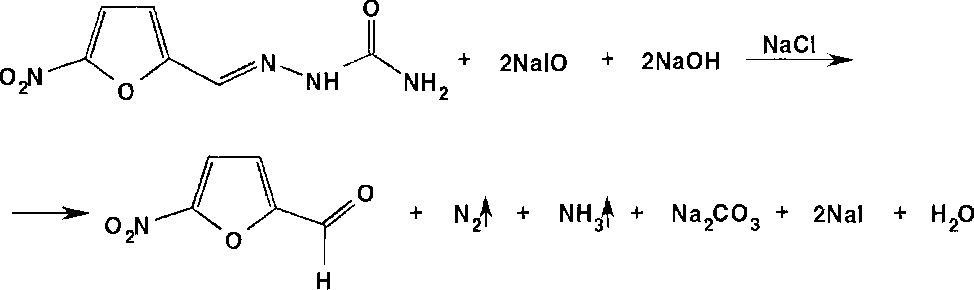 O
O₂N O N NH NH₂ + 2NaIO + 2NaOH NaCl
O₂N O O H + N₂ + NH₃ + Na₂CO₃ + 2NaI + H₂O